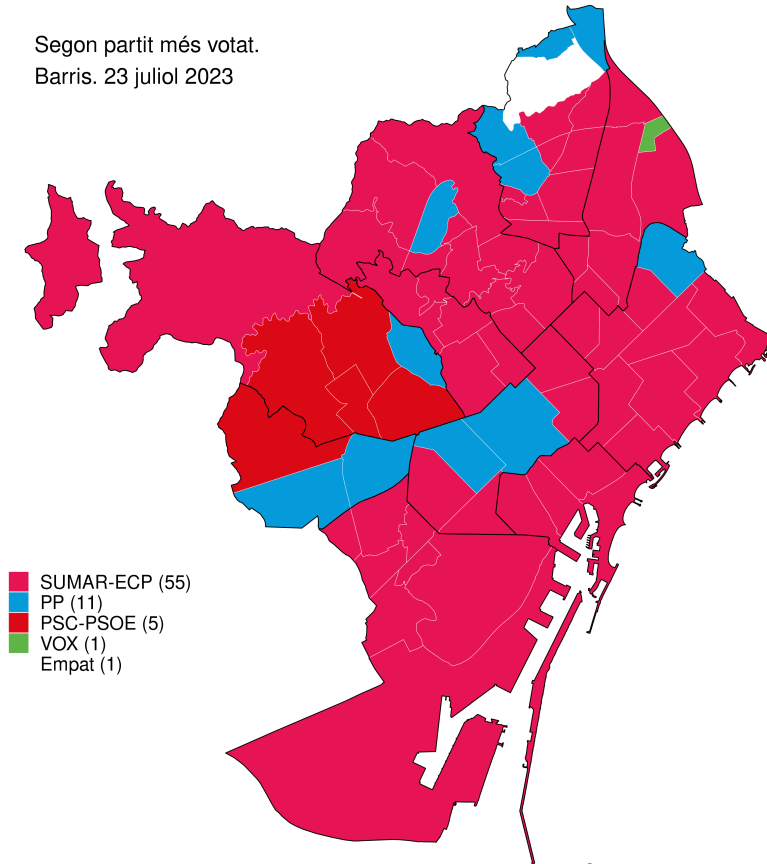 Segon partit més votat.
Barris. 23 juliol 2023
SUMAR-ECP (55)
PP (11)
PSC-PSOE (5)
VOX (1)
Empat (1)